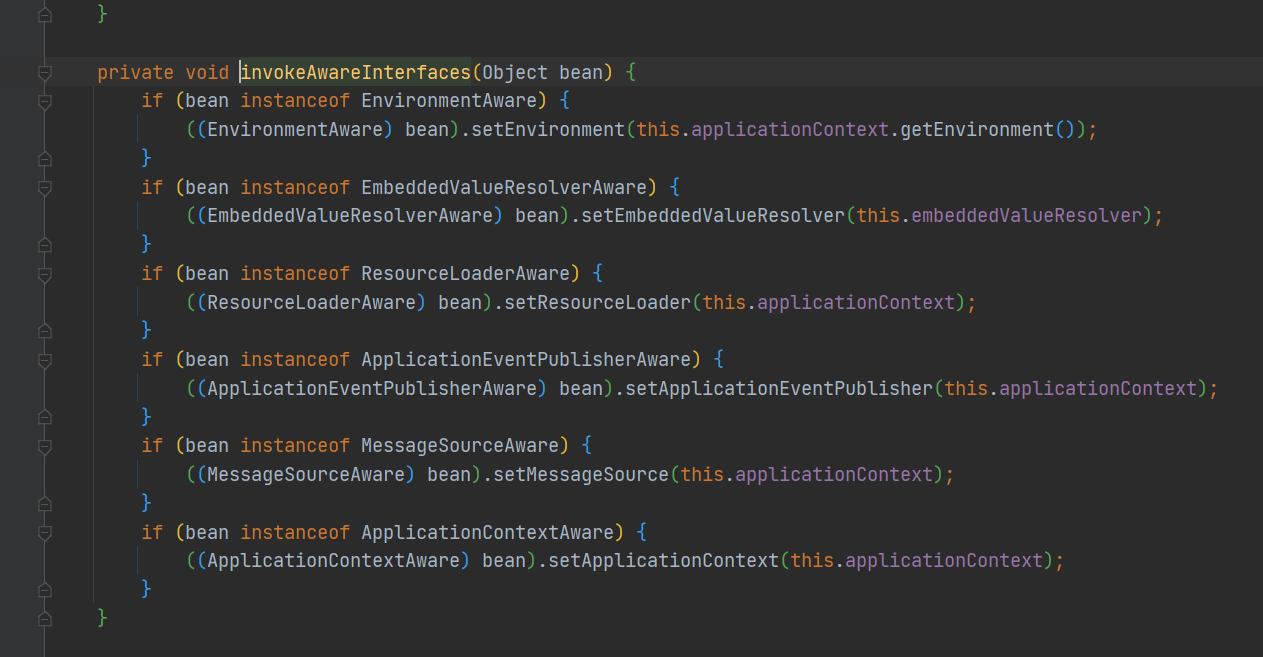 }
private void invokeAwareInterfaces(Object bean) {
if (bean instanceof EnvironmentAware) {
((EnvironmentAware) bean).setEnvironment(this.applicationContext.getEnvironment());
}
if (bean instanceof EmbeddedValueResolverAware) {
((EmbeddedValueResolverAware) bean).setEmbeddedValueResolver(this.embeddedValueResolver);
}
if (bean instanceof ResourceLoaderAware) {
((ResourceLoaderAware) bean).setResourceLoader(this.applicationContext);
}
if (bean instanceof ApplicationEventPublisherAware) {
((ApplicationEventPublisherAware) bean).setApplicationEventPublisher(this.applicationContext);
}
if (bean instanceof MessageSourceAware) {
((MessageSourceAware) bean).setMessageSource(this.applicationContext);
}
if (bean instanceof ApplicationContextAware) {
((ApplicationContextAware) bean).setApplicationContext(this.applicationContext);
}
}